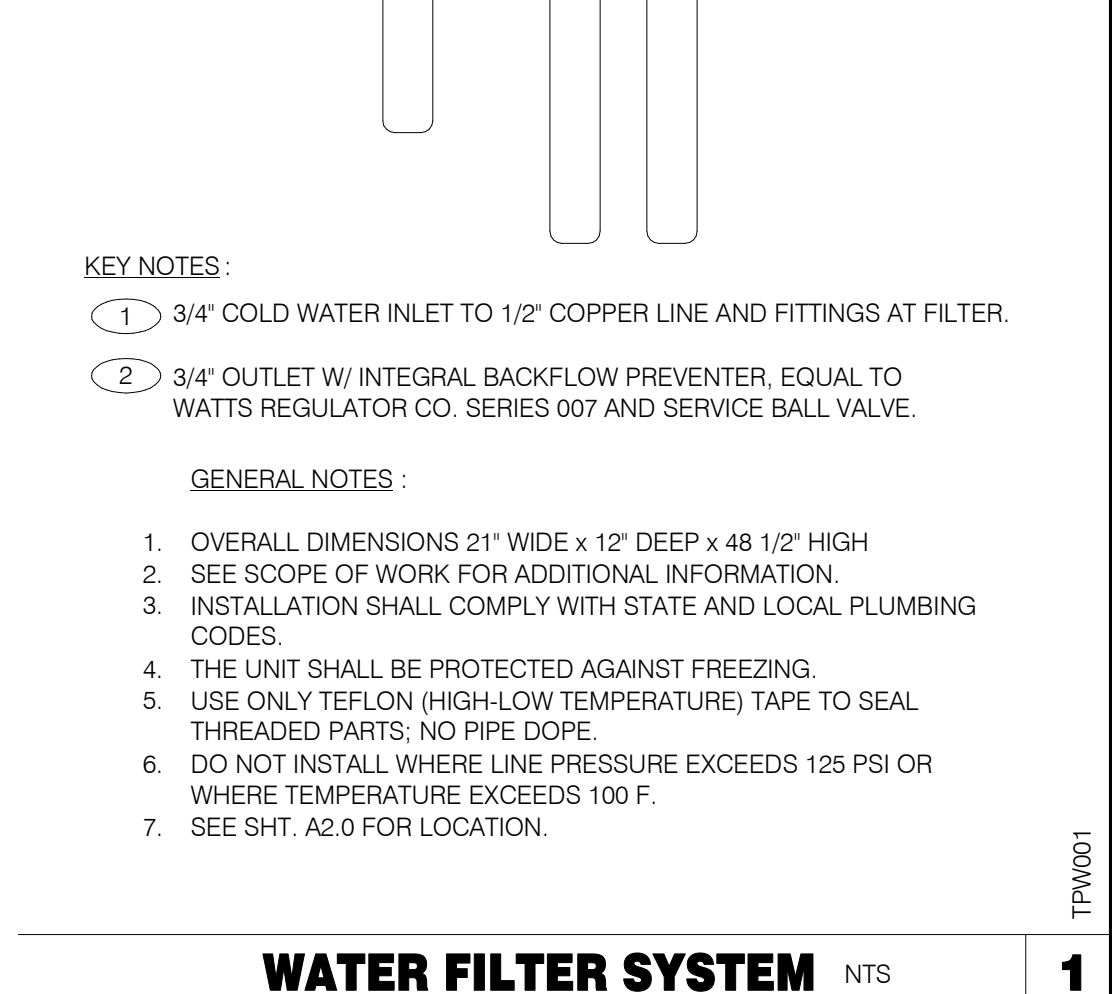 KEY NOTES :
1 3/4" COLD WATER INLET TO 1/2" COPPER LINE AND FITTINGS AT FILTER.
2 3/4" OUTLET W/ INTEGRAL BACKFLOW PREVENTER, EQUAL TO
WATTS REGULATOR CO. SERIES 007 AND SERVICE BALL VALVE.
GENERAL NOTES :
1. OVERALL DIMENSIONS 21" WIDE x 12" DEEP x 48 1/2" HIGH
2. SEE SCOPE OF WORK FOR ADDITIONAL INFORMATION.
3. INSTALLATION SHALL COMPLY WITH STATE AND LOCAL PLUMBING
CODES.
4. THE UNIT SHALL BE PROTECTED AGAINST FREEZING.
5. USE ONLY TEFLON (HIGH-LOW TEMPERATURE) TAPE TO SEAL
THREADED PARTS; NO PIPE DOPE.
6. DO NOT INSTALL WHERE LINE PRESSURE EXCEEDS 125 PSI OR
WHERE TEMPERATURE EXCEEDS 100 F.
7. SEE SHT. A2.0 FOR LOCATION.
TPW001
WATER FILTER SYSTEM NTS 1